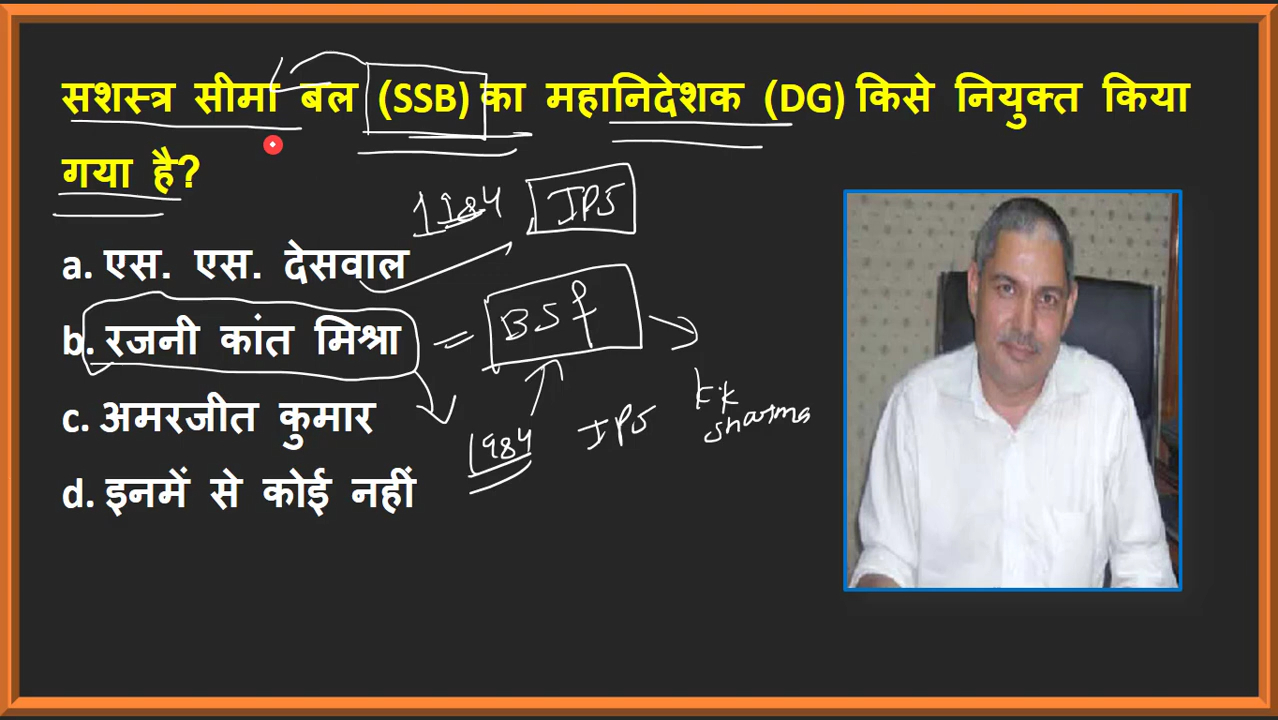 सशस्त्र सीमा बल (SSB) का महानिदेशक (DG) किसे नियुक्त किया
गया है?
1984 IPS
a. एस. एस. देसवाल
b. रजनी कांत मिश्रा = BSF
c. अमरजीत कुमार
1984 IPS
K.K
Sharma
d. इनमें से कोई नहीं